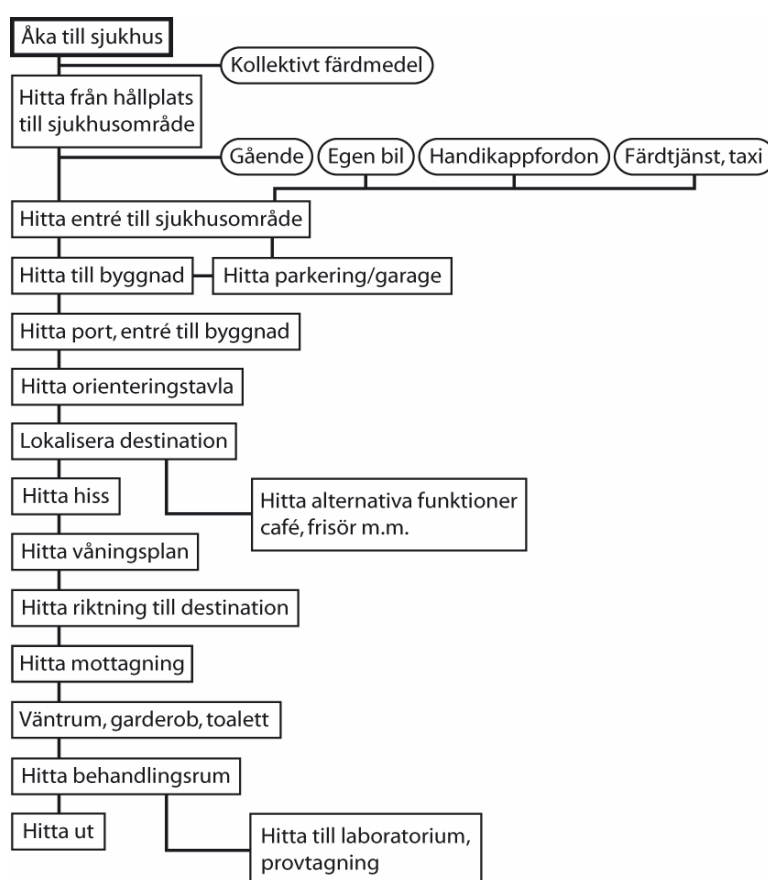 Åka till sjukhus
Kollektivt färdmedel
Hitta från hållplats
till sjukhusområde
Gående
Egen bil
Handikappfordon
Färdtjänst, taxi
Hitta entré till sjukhusområde
Hitta till byggnad
Hitta parkering/garage
Hitta port, entré till byggnad
Hitta orienteringstavla
Lokalisera destination
Hitta hiss
Hitta alternativa funktioner
café, frisör m.m.
Hitta våningsplan
Hitta riktning till destination
Hitta mottagning
Väntrum, garderob, toalett
Hitta behandlingsrum
Hitta ut
Hitta till laboratorium,
provtagning